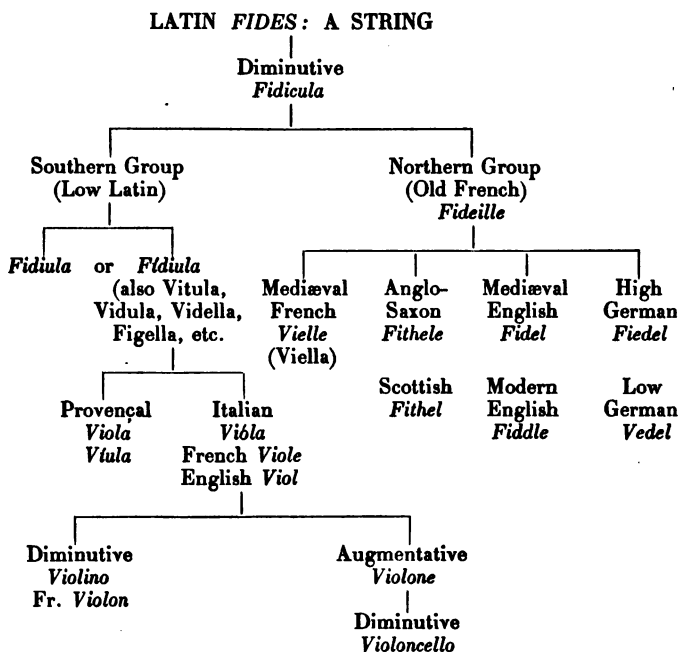 LATIN FIDES: A STRING
Diminutive
Fidicula
Southern Group
(Low Latin)
Northern Group
(Old French)
Fideille
Fidiula or Fídiula
(also Vitula,
Vidula, Vidella,
Figella, etc.
Mediæval
French
Vielle
(Viella)
Anglo-
Saxon
Fithele
Scottish
Fithel
Mediæval
English
Fidel
Modern
English
Fiddle
High
German
Fiedel
Low
German
Vedel
Provençal
Viola
Víula
Italian
Vióla
French Viole
English Viol
Diminutive
Violino
Fr. Violon
Augmentative
Violone
Diminutive
Violoncello